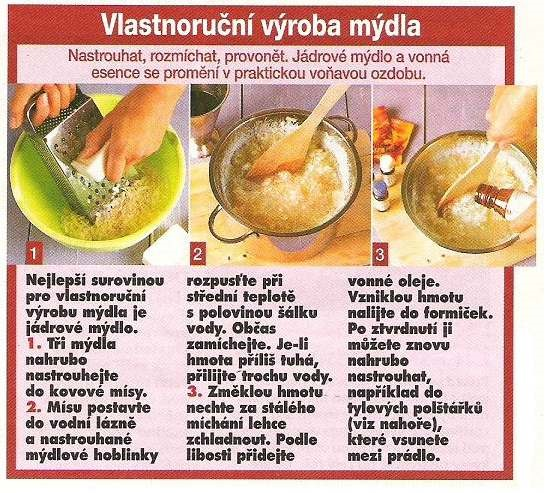 Vlastnoruční výroba mýdla
Nastrouhat, rozmíchat, provonět. Jádrové mýdlo a vonná
esence se promění v praktickou voňavou ozdobu.
1
2
3
Nejlepší surovinou
pro vlastnoruční
výrobu mýdla je
jádrové mýdlo.
1. Tři mýdla
nahrubo
nastrouhejte
do kovové mísy.
2. Mísu postavte
do vodní lázně
a nastrouhané
mýdlové hoblinky
rozpusťte při
střední teplotě
s polovinou šálku
vody. Občas
zamíchejte. Je-li
hmota příliš tuhá,
přilijte trochu vody.
3. Změklou hmotu
nechte za stálého
míchání lehce
zchladnout. Podle
libosti přidejte
vonné oleje.
Vzniklou hmotu
nalijte do formiček.
Po ztvrdnutí ji
můžete znovu
nahrubo
nastrouhat,
například do
tylových polštářků
(viz nahoře),
které vsunete
mezi prádlo.